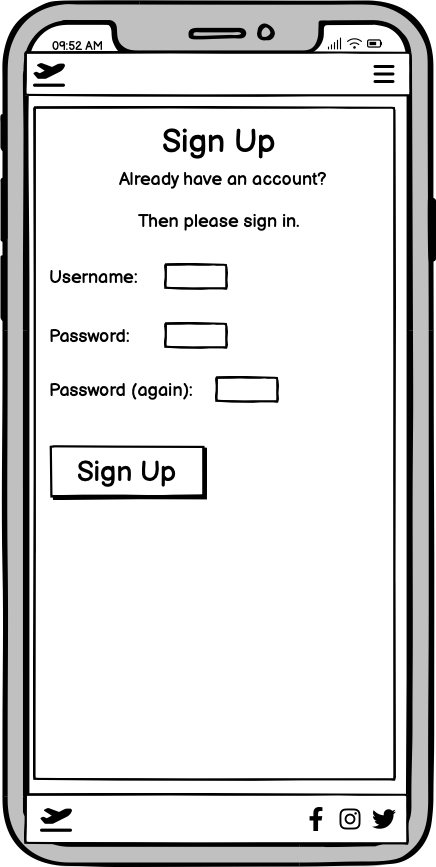 09:52 AM
Sign Up
Already have an account?
Then please sign in.
Username:
Password:
Password (again):
Sign Up